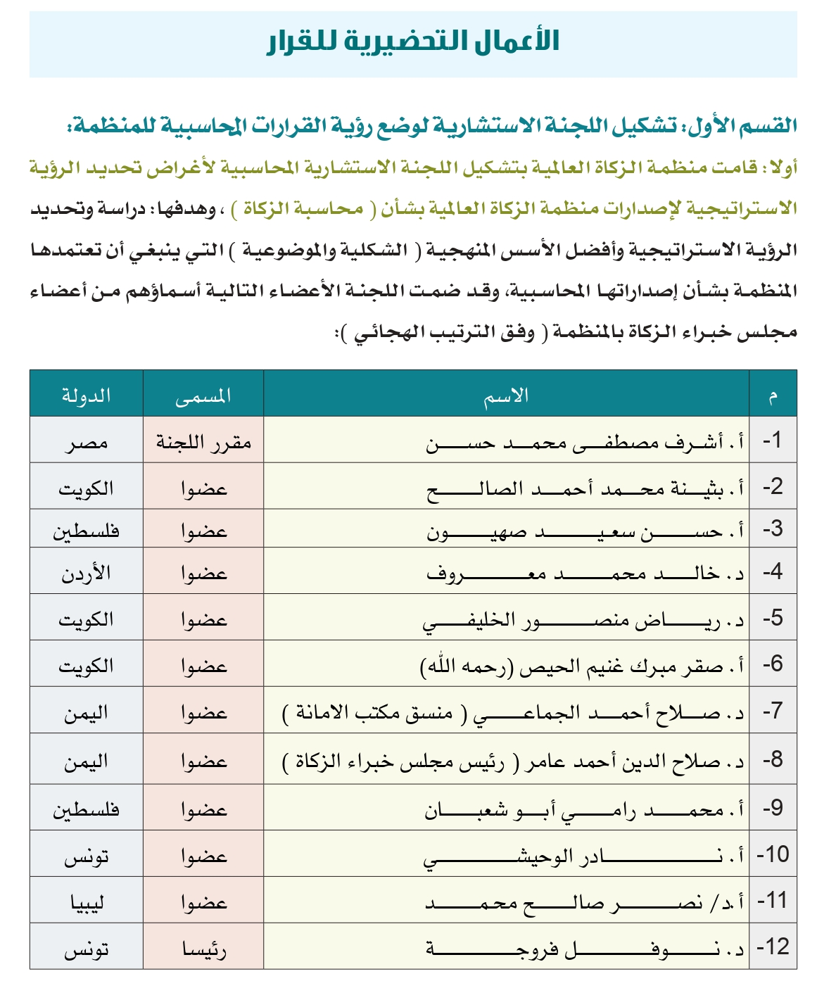 الأعمال التحضيرية للقرار
القسم الأول: تشكيل اللجنة الاستشارية لوضع رؤية القرارات المحاسبية للمنظمة:
أولا: قامت منظمة الزكاة العالمية بتشكيل اللجنة الاستشارية المحاسبية لأغراض تحديد الرؤية
الاستراتيجية لإصدارات منظمة الزكاة العالمية بشأن ( محاسبة الزكاة ) ، وهدفها: دراسة وتحديد
الرؤية الاستراتيجية وأفضل الأسس المنهجية ( الشكلية والموضوعية ) التي ينبغي أن تعتمدها
المنظمة بشأن إصداراتها المحاسبية، وقد ضمت اللجنة الأعضاء التالية أسماؤهم من أعضاء
مجلس خبراء الزكاة بالمنظمة ( وفق الترتيب الهجائي ):
م الاسم المسمى الدولة
1- أ. أشرف مصطفى محمد حسن مقرر اللجنة مصر
2- أ. بثينة محمد أحمد الصالح عضوا الكويت
3- أ. حسن سعيد صهيون عضوا فلسطين
4- د. خالد محمد معروف عضوا الأردن
5- د. رياض منصور الخليفي عضوا الكويت
6- أ. صقر مبرك غنيم الحيص (رحمه الله) عضوا الكويت
7- د. صلاح أحمد الجماعي ( منسق مكتب الامانة ) عضوا اليمن
8- د. صلاح الدين أحمد عامر ( رئيس مجلس خبراء الزكاة ) عضوا اليمن
9- أ. محمد رامي أبو شعبان عضوا فلسطين
10- أ. نادر الوحيشي عضوا تونس
11- أ.د/ نصر صالح محمد عضوا ليبيا
12- د. نوفل فروجة رئيسا تونس